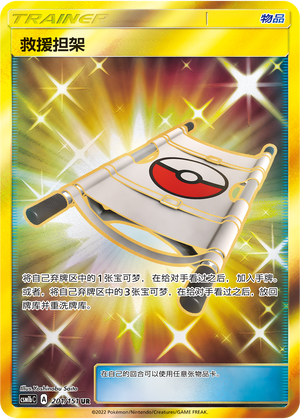 TRAINER
物品
救援担架
将自己弃牌区中的1张宝可梦，在给对手看过之后，加入手牌。
或者，将自己弃牌区中的3张宝可梦，在给对手看过之后，放回
牌库并重洗牌库。
Illus. Yoshinobu Saito
csm1b C A 201/151 UR
在自己的回合可以使用任意张物品卡。
©2022 Pokémon/Nintendo/Creatures/GAME FREAK.